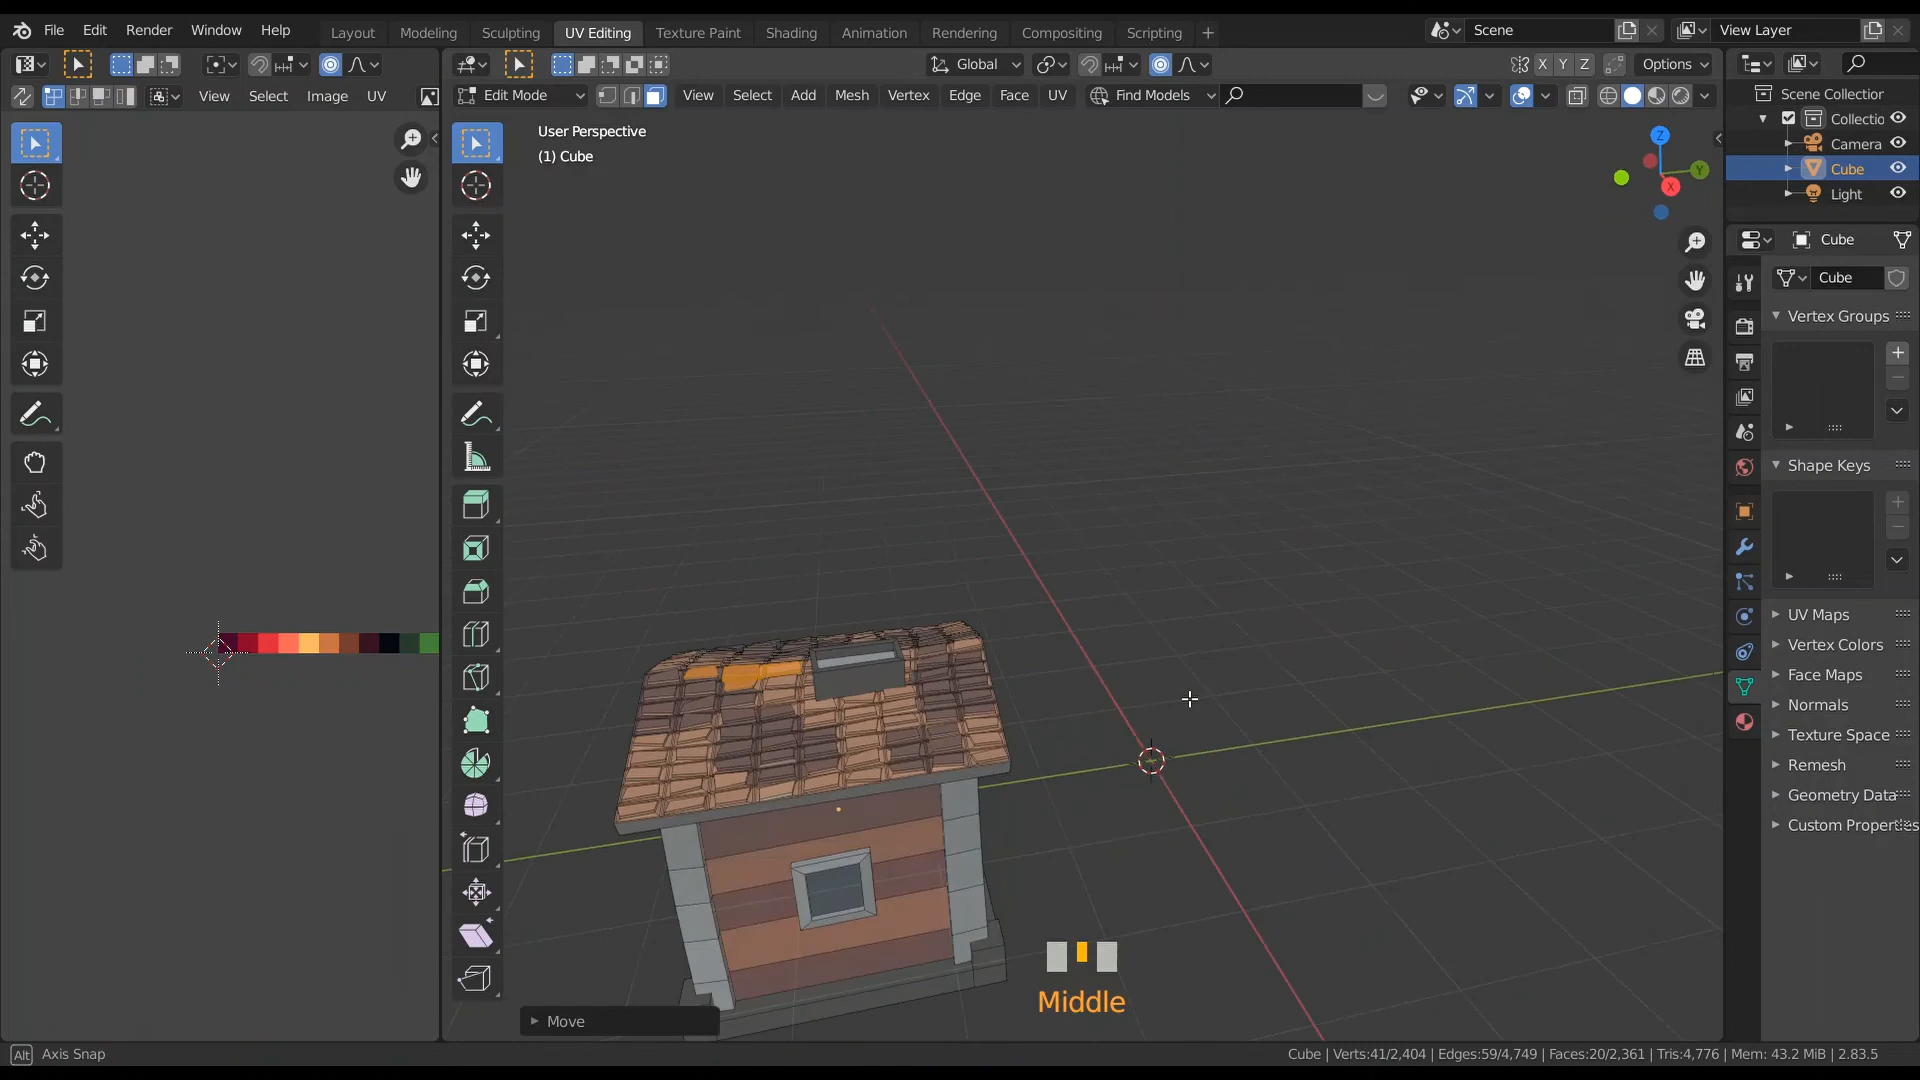 File Edit Render Window Help Layout Modeling Sculpting UV Editing Texture Paint Shading Animation Rendering Compositing Scripting + Scene View Layer
Global X Y Z Options
View Select Image UV Edit Mode View Select Add Mesh Vertex Edge Face UV Find Models
User Perspective
(1) Cube
Z
Y
X
Scene Collection
Collectio
Camera
Cube
Light
Cube
Cube
Vertex Groups
Shape Keys
UV Maps
Vertex Colors
Face Maps
Normals
Texture Space
Remesh
Geometry Data
Custom Properties
Middle
Move
Alt Axis Snap
Cube | Verts:41/2,404 | Edges:59/4,749 | Faces:20/2,361 | Tris:4,776 | Mem: 43.2 MiB | 2.83.5